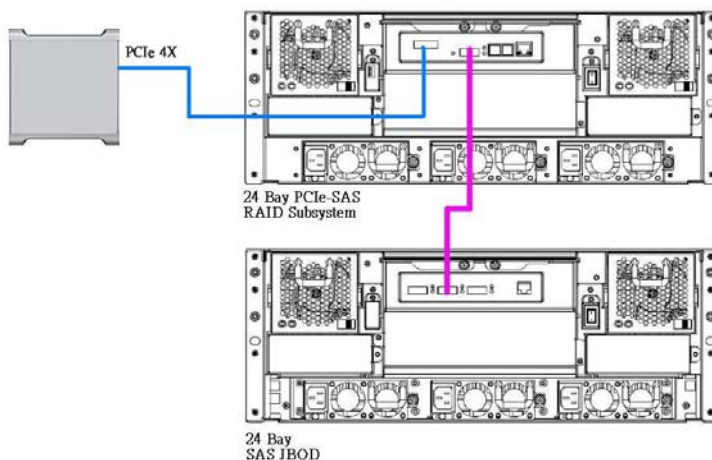 PCIe 4X
24 Bay PCIe-SAS
RAID Subsystem
24 Bay
SAS JBOD